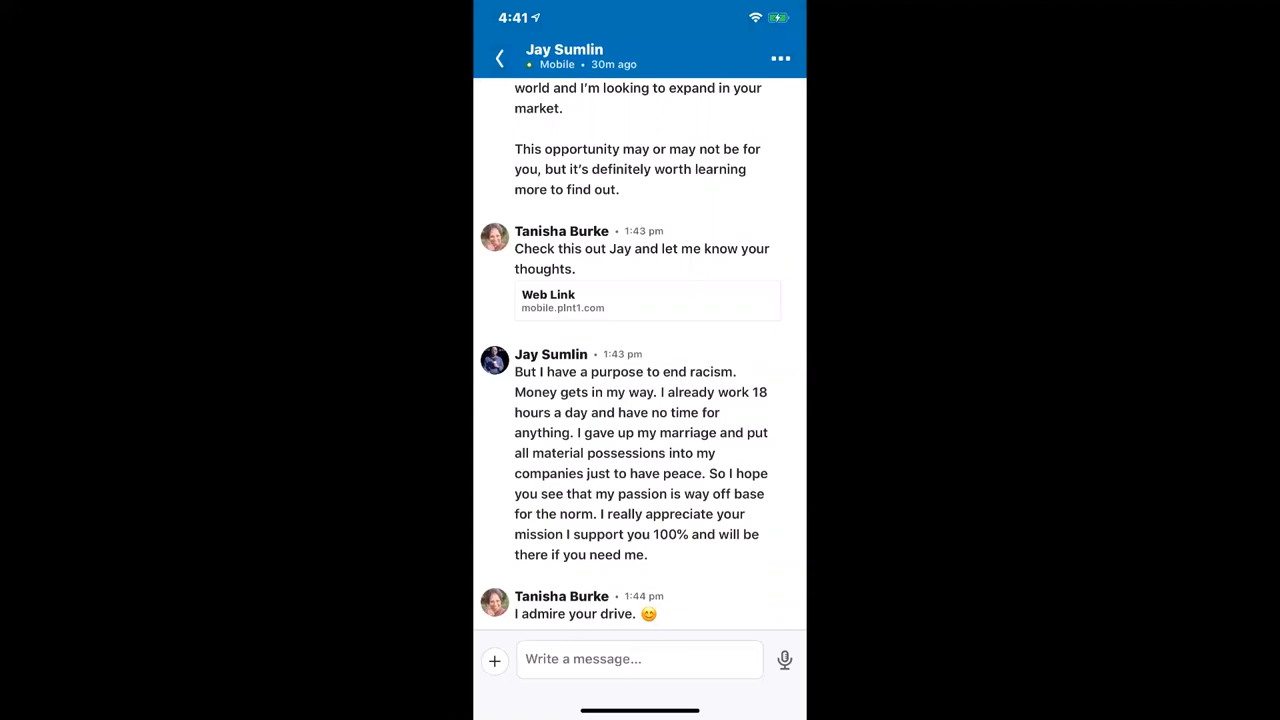 4:41
Jay Sumlin
Mobile • 30m ago
world and I'm looking to expand in your
market.
This opportunity may or may not be for
you, but it's definitely worth learning
more to find out.
Tanisha Burke • 1:43 pm
Check this out Jay and let me know your
thoughts.
Web Link
mobile.plnt1.com
Jay Sumlin • 1:43 pm
But I have a purpose to end racism.
Money gets in my way. I already work 18
hours a day and have no time for
anything. I gave up my marriage and put
all material possessions into my
companies just to have peace. So I hope
you see that my passion is way off base
for the norm. I really appreciate your
mission I support you 100% and will be
there if you need me.
Tanisha Burke • 1:44 pm
I admire your drive. 😊
Write a message...